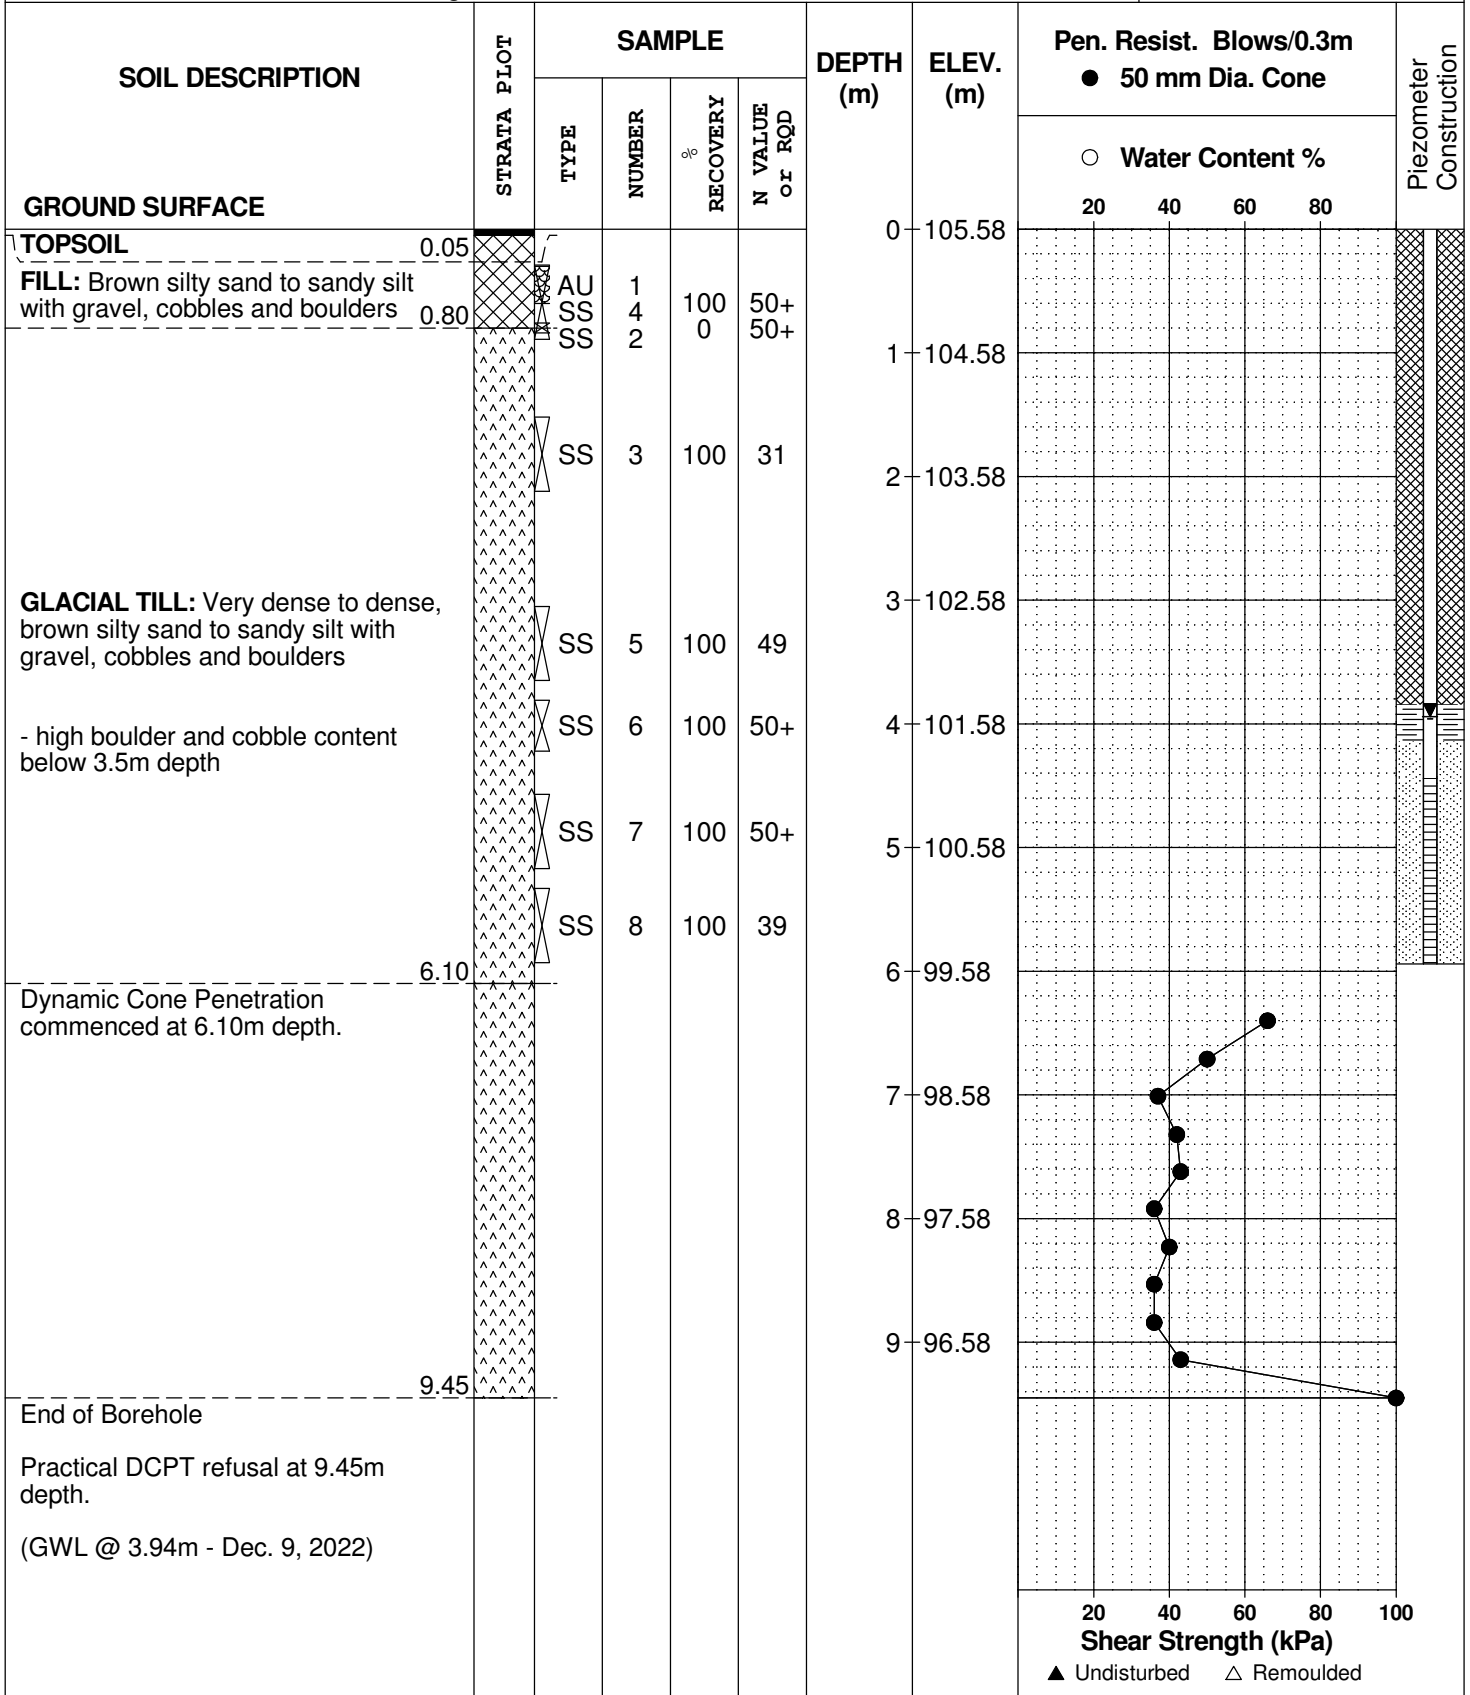 SOIL DESCRIPTION
GROUND SURFACE
STRATA PLOT
SAMPLE
TYPE
NUMBER
%
RECOVERY
N VALUE
or RQD
DEPTH
(m)
ELEV.
(m)
Pen. Resist. Blows/0.3m
● 50 mm Dia. Cone
○ Water Content %
20 40 60 80
Piezometer
Construction
0 105.58
TOPSOIL 0.05
FILL: Brown silty sand to sandy silt
with gravel, cobbles and boulders 0.80
AU 1
SS 4 100 50+
SS 2 0 50+
1 104.58
SS 3 100 31
2 103.58
GLACIAL TILL: Very dense to dense,
brown silty sand to sandy silt with
gravel, cobbles and boulders
3 102.58
SS 5 100 49
- high boulder and cobble content
below 3.5m depth
SS 6 100 50+
4 101.58
SS 7 100 50+
5 100.58
SS 8 100 39
6.10
6 99.58
Dynamic Cone Penetration
commenced at 6.10m depth.
7 98.58
8 97.58
9 96.58
9.45
End of Borehole
Practical DCPT refusal at 9.45m
depth.
(GWL @ 3.94m - Dec. 9, 2022)
20 40 60 80 100
Shear Strength (kPa)
▲ Undisturbed △ Remoulded